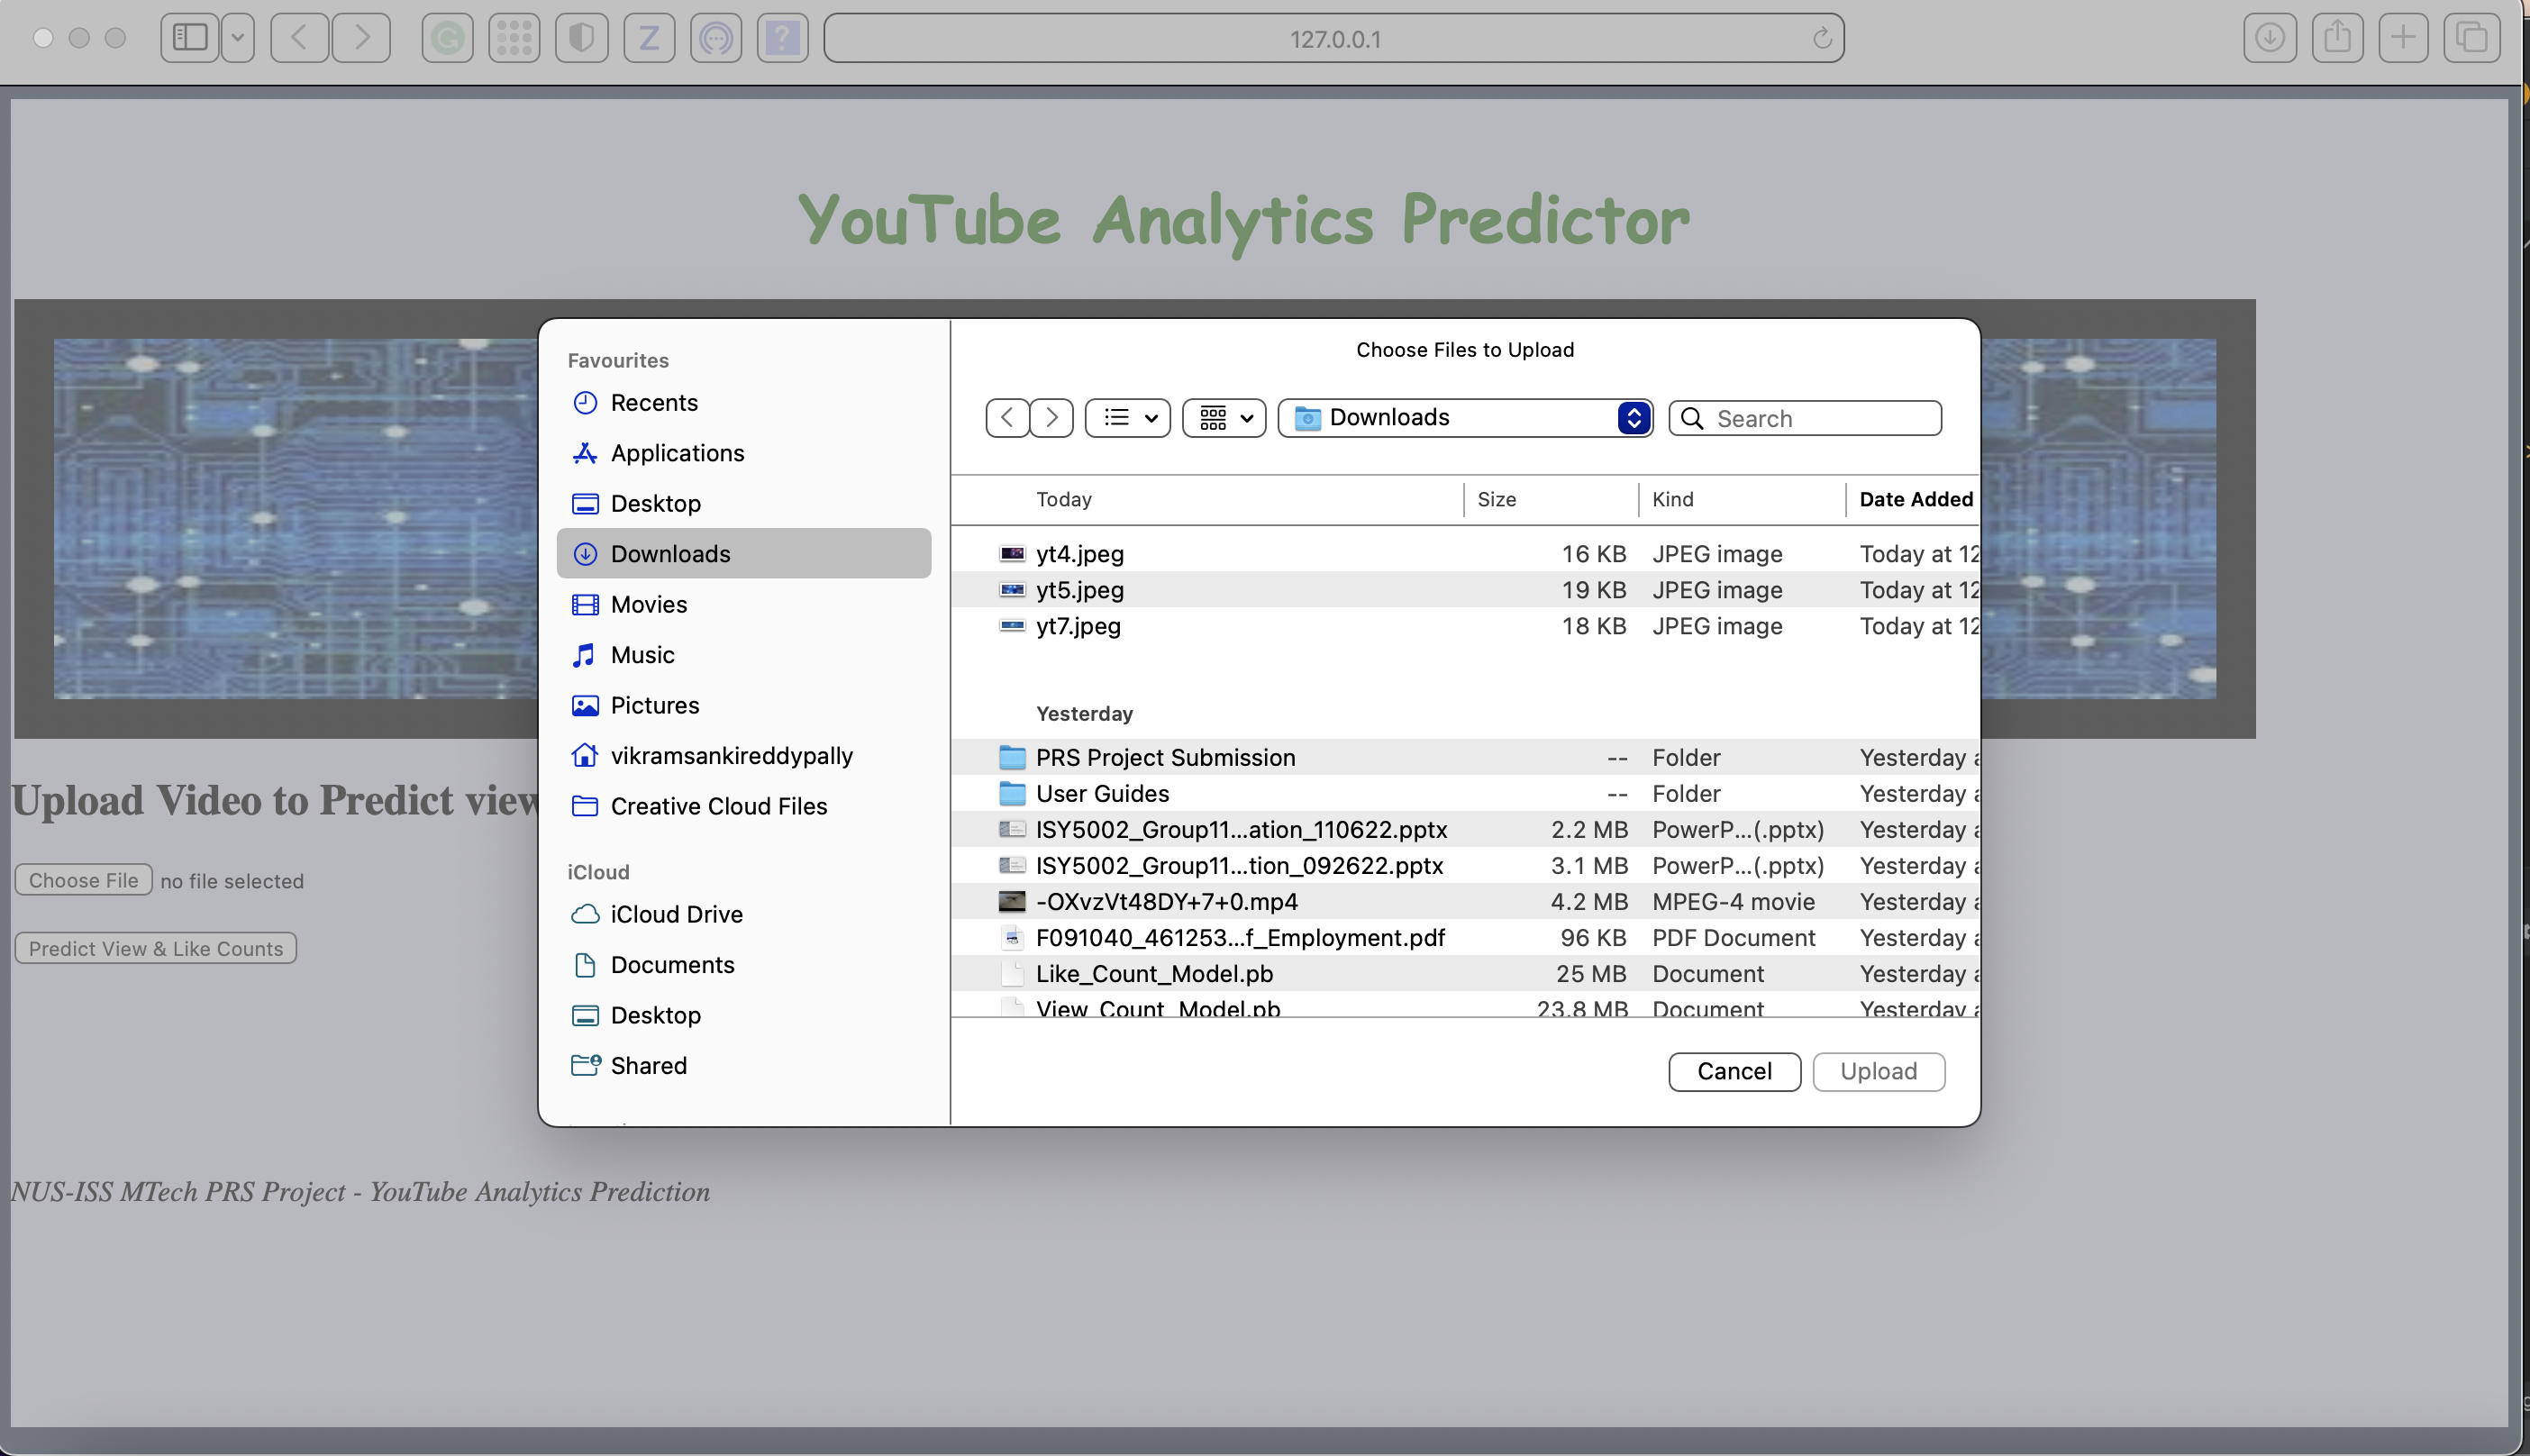 127.0.0.1
YouTube Analytics Predictor
Favourites
Recents
Applications
Desktop
Downloads
Movies
Music
Pictures
vikramsankireddypally
Creative Cloud Files
iCloud
iCloud Drive
Documents
Desktop
Shared
Choose Files to Upload
Downloads
Search
Today Size Kind Date Added
yt4.jpeg 16 KB JPEG image Today at 12
yt5.jpeg 19 KB JPEG image Today at 12
yt7.jpeg 18 KB JPEG image Today at 12
Yesterday
PRS Project Submission -- Folder Yesterday a
User Guides -- Folder Yesterday a
ISY5002_Group11...ation_110622.pptx 2.2 MB PowerP...(.pptx) Yesterday a
ISY5002_Group11...tion_092622.pptx 3.1 MB PowerP...(.pptx) Yesterday a
-OXvzVt48DY+7+0.mp4 4.2 MB MPEG-4 movie Yesterday a
F091040_461253...f_Employment.pdf 96 KB PDF Document Yesterday a
Like_Count_Model.pb 25 MB Document Yesterday a
View_Count_Model.pb 23.8 MB Document Yesterday a
Cancel Upload
Upload Video to Predict view
Choose File no file selected
Predict View & Like Counts
NUS-ISS MTech PRS Project - YouTube Analytics Prediction